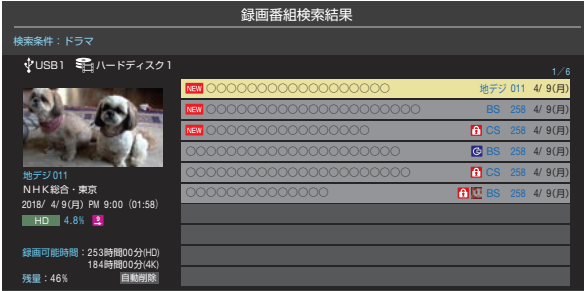 録画番組検索結果
検索条件：ドラマ
USB1 ハードディスク1
1／6
NEW 〇〇〇〇〇〇〇〇〇〇〇〇〇〇〇〇〇〇 地デジ 011 4/ 9(月)
NEW 〇〇〇〇〇〇〇〇〇〇〇〇〇〇〇〇〇〇〇〇〇 BS 258 4/ 9(月)
NEW 〇〇〇〇〇〇〇〇〇〇〇〇〇〇〇〇 CS 258 4/ 9(月)
〇〇〇〇〇〇〇〇〇〇〇〇〇〇〇〇〇〇〇〇〇 BS 258 4/ 9(月)
〇〇〇〇〇〇〇〇〇〇〇〇〇〇〇〇〇〇〇〇〇〇 CS 258 4/ 9(月)
〇〇〇〇〇〇〇〇〇〇〇〇〇〇 BS 258 4/ 9(月)
地デジ 011
ＮＨＫ総合・東京
2018/ 4/ 9(月) PM 9:00 (01:58)
HD 4.8%
録画可能時間：253時間00分(HD)
184時間00分(4K)
残量：46% 自動削除